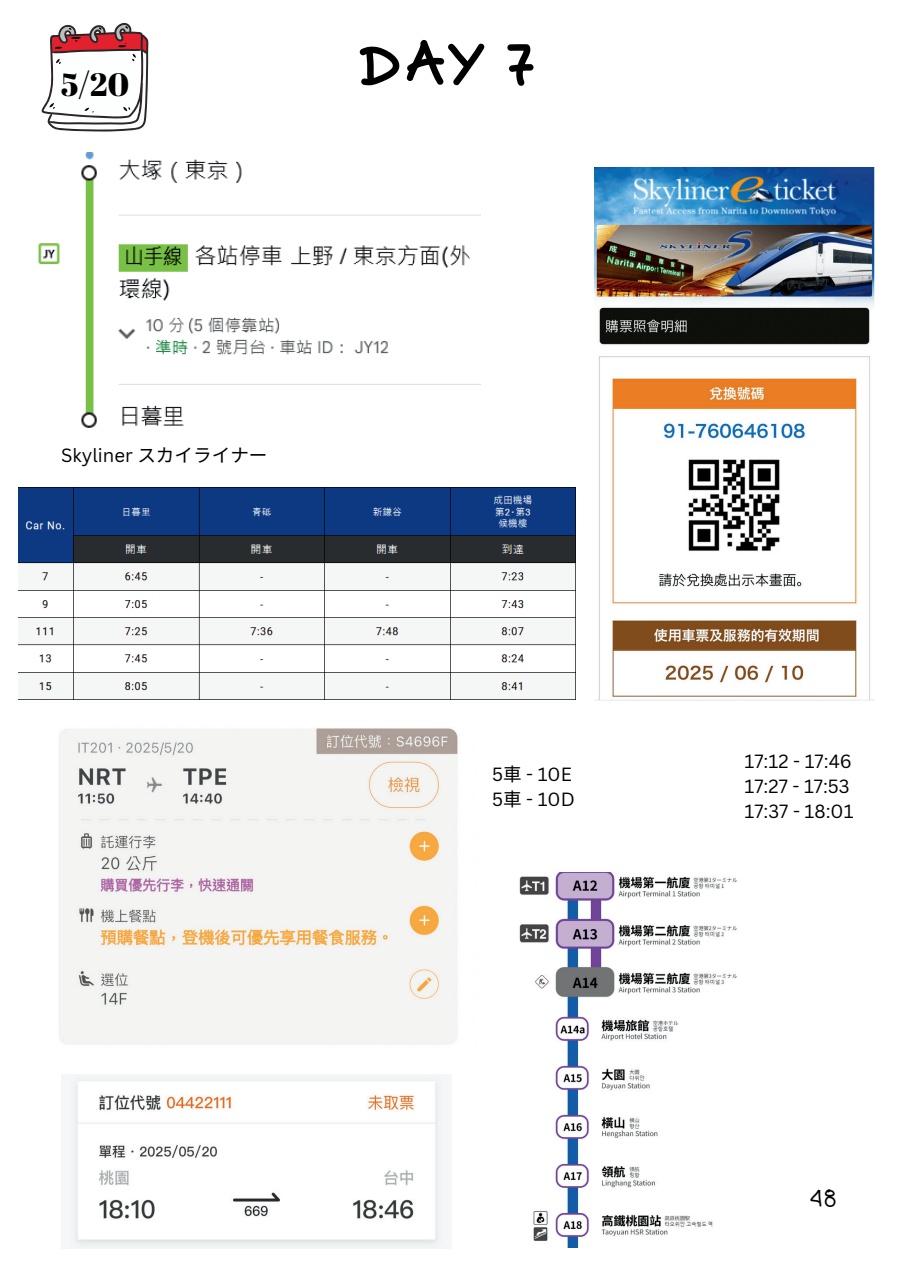 5/20
DAY 7
大塚 ( 東京 )
JY
山手線 各站停車 上野 / 東京方面(外
環線)
10 分 (5 個停靠站)
· 準時 · 2 號月台 · 車站 ID： JY12
日暮里
Skyliner スカイライナー
Skyliner e ticket
Fastest Access from Narita to Downtown Tokyo
SKYLINER
Narita Airport Terminal 1
購票照會明細
兌換號碼
91-760646108
請於兌換處出示本畫面。
使用車票及服務的有效期間
2025 / 06 / 10
Car No. 日暮里 青砥 新鎌谷 成田機場
第2·第3
候機樓
開車 開車 開車 到達
7 6:45 - - 7:23
9 7:05 - - 7:43
111 7:25 7:36 7:48 8:07
13 7:45 - - 8:24
15 8:05 - - 8:41
IT201 · 2025/5/20
訂位代號：S4696F
NRT TPE
11:50 14:40
檢視
託運行李
20 公斤
購買優先行李，快速通關
機上餐點
預購餐點，登機後可優先享用餐食服務。
選位
14F
5車 - 10E
5車 - 10D
17:12 - 17:46
17:27 - 17:53
17:37 - 18:01
訂位代號 04422111 未取票
單程 · 2025/05/20
桃園 台中
18:10 669 18:46
T1 A12 機場第一航廈
Airport Terminal 1 Station
T2 A13 機場第二航廈
Airport Terminal 2 Station
A14 機場第三航廈
Airport Terminal 3 Station
A14a 機場旅館
Airport Hotel Station
A15 大園
Dayuan Station
A16 橫山
Hengshan Station
A17 領航
Linghang Station
A18 高鐵桃園站
Taoyuan HSR Station
48